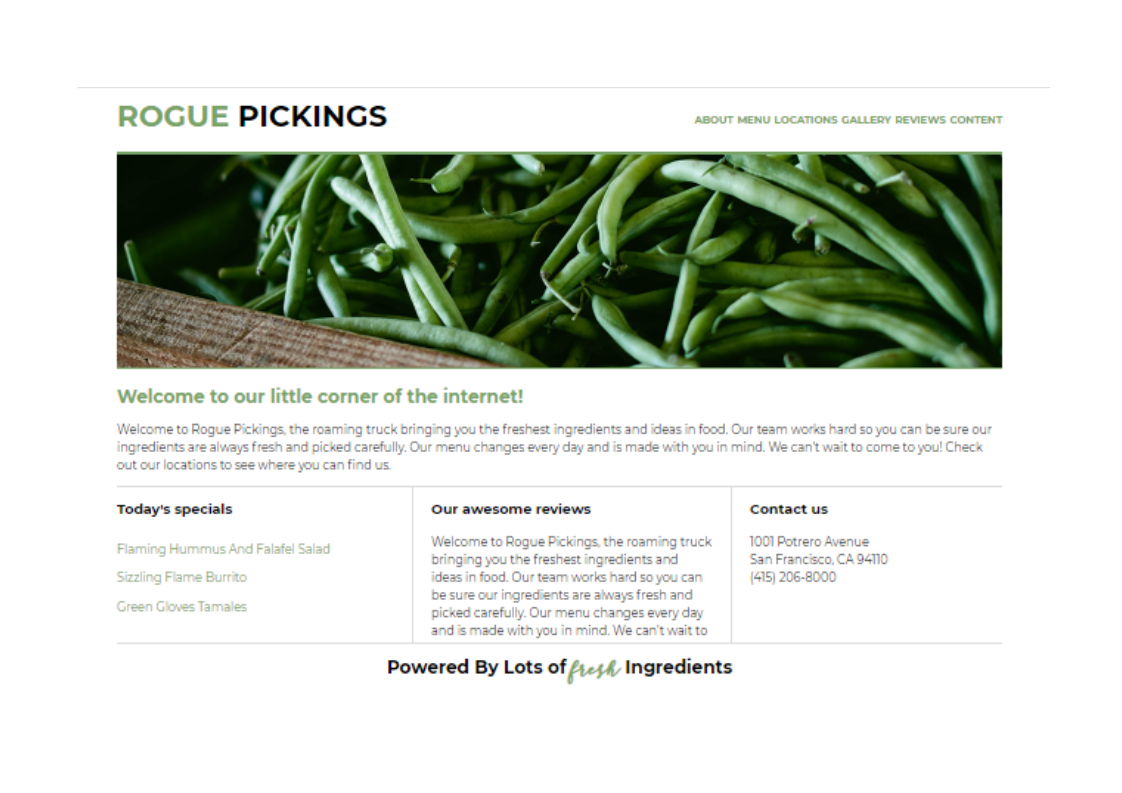 ROGUE PICKINGS
ABOUT MENU LOCATIONS GALLERY REVIEWS CONTENT
Welcome to our little corner of the internet!
Welcome to Rogue Pickings, the roaming truck bringing you the freshest ingredients and ideas in food. Our team works hard so you can be sure our
ingredients are always fresh and picked carefully. Our menu changes every day and is made with you in mind. We can't wait to come to you! Check
out our locations to see where you can find us.
Today's specials
Flaming Hummus And Falafel Salad
Sizzling Flame Burrito
Green Gloves Tamales
Our awesome reviews
Welcome to Rogue Pickings, the roaming truck
bringing you the freshest ingredients and
ideas in food. Our team works hard so you can
be sure our ingredients are always fresh and
picked carefully. Our menu changes every day
and is made with you in mind. We can't wait to
Contact us
1001 Potrero Avenue
San Francisco, CA 94110
(415) 206-8000
Powered By Lots of fresh Ingredients